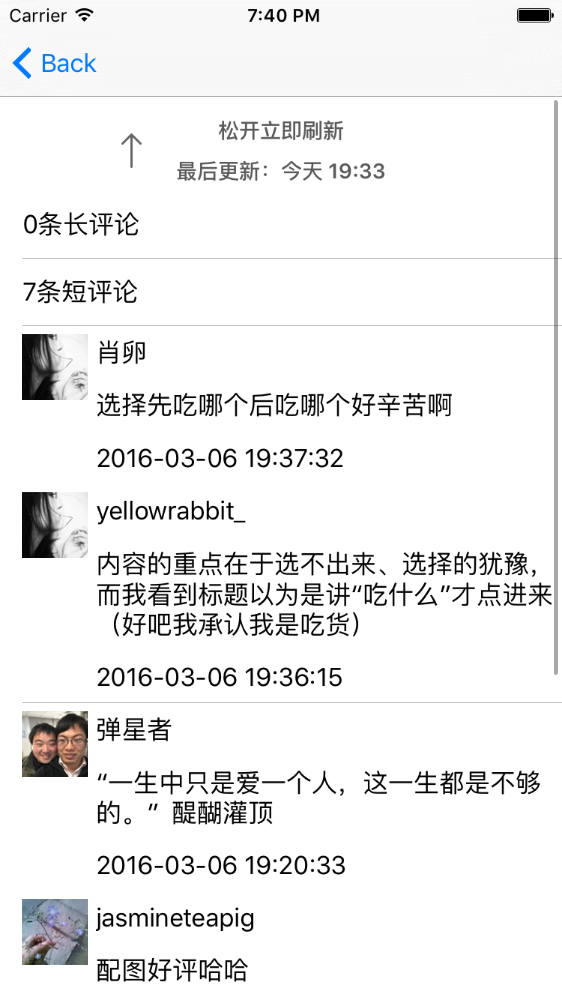 Carrier 7:40 PM
Back
松开立即刷新
最后更新：今天 19:33
0条长评论
7条短评论
肖卵
选择先吃哪个后吃哪个好辛苦啊
2016-03-06 19:37:32
yellowrabbit_
内容的重点在于选不出来、选择的犹豫，
而我看到标题以为是讲“吃什么”才点进来
（好吧我承认我是吃货）
2016-03-06 19:36:15
弹星者
“一生中只是爱一个人，这一生都是不够
的。” 醍醐灌顶
2016-03-06 19:20:33
jasmineteapig
配图好评哈哈